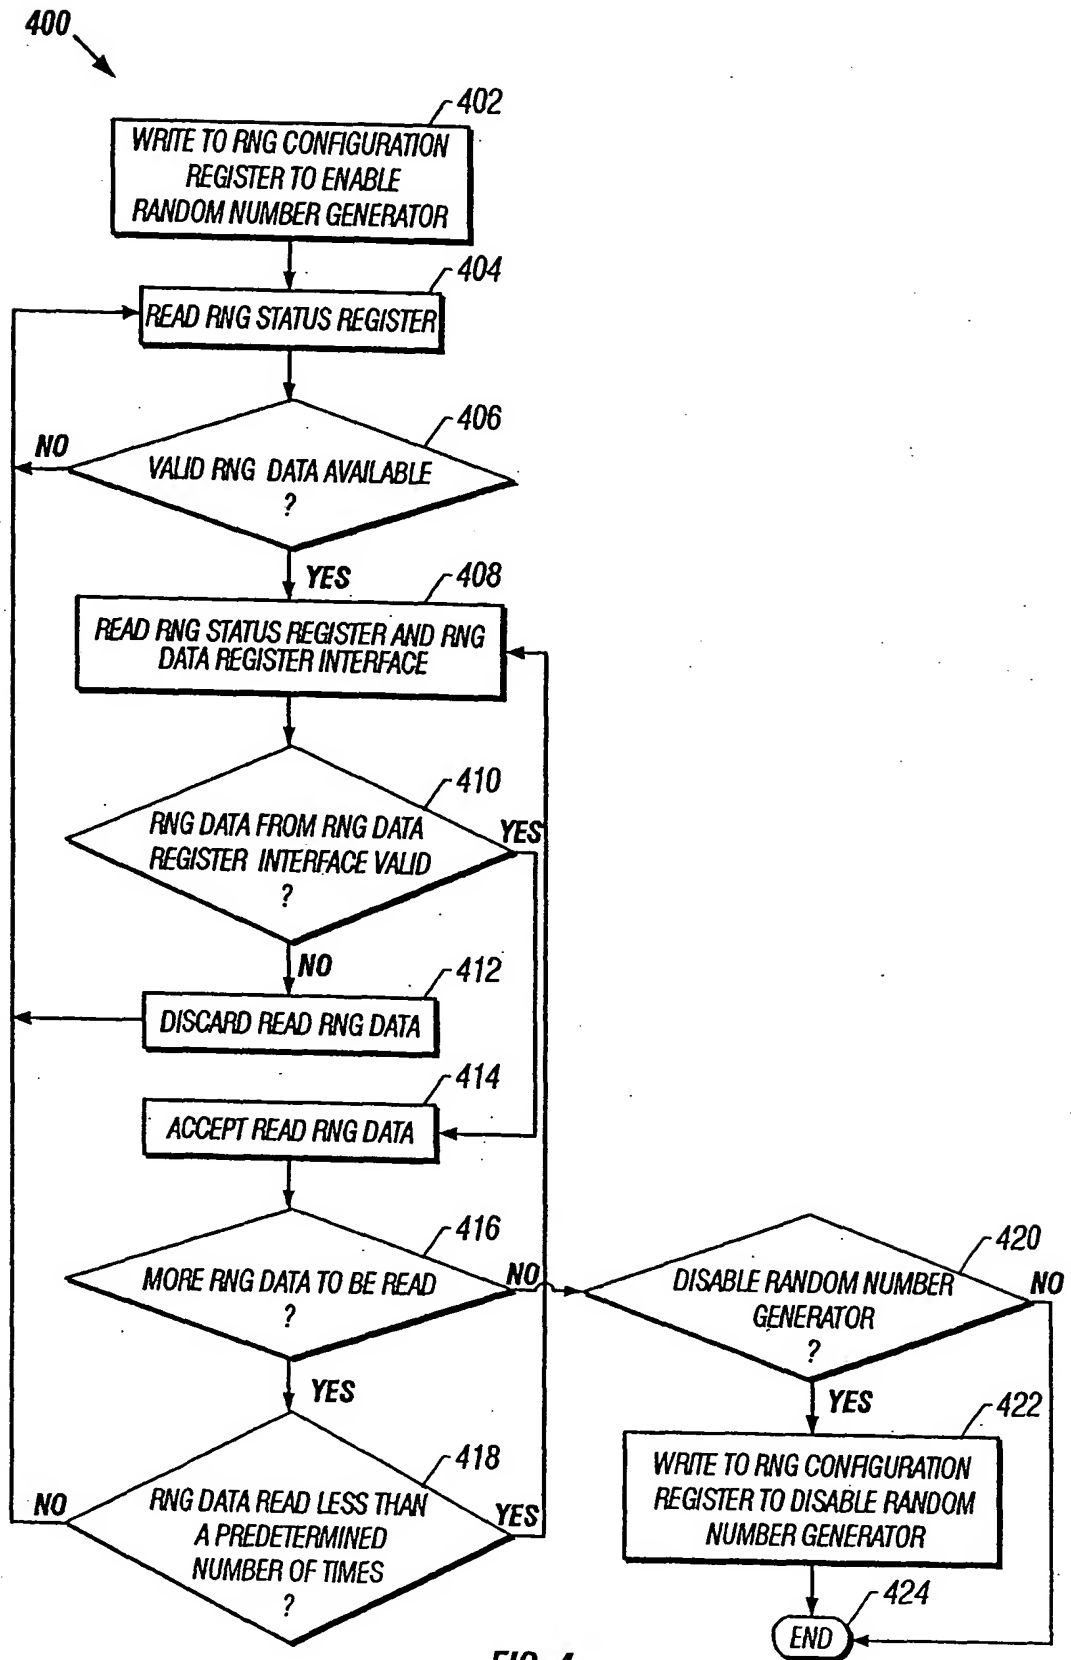 400
402
WRITE TO RNG CONFIGURATION
REGISTER TO ENABLE
RANDOM NUMBER GENERATOR
404
READ RNG STATUS REGISTER
406
NO
VALID RNG DATA AVAILABLE
?
YES
408
READ RNG STATUS REGISTER AND RNG
DATA REGISTER INTERFACE
410
RNG DATA FROM RNG DATA
REGISTER INTERFACE VALID
?
YES
NO
412
DISCARD READ RNG DATA
414
ACCEPT READ RNG DATA
416
MORE RNG DATA TO BE READ
?
NO
YES
418
RNG DATA READ LESS THAN
A PREDETERMINED
NUMBER OF TIMES
?
NO
YES
420
DISABLE RANDOM NUMBER
GENERATOR
?
NO
YES
422
WRITE TO RNG CONFIGURATION
REGISTER TO DISABLE RANDOM
NUMBER GENERATOR
424
END
FIG. 4